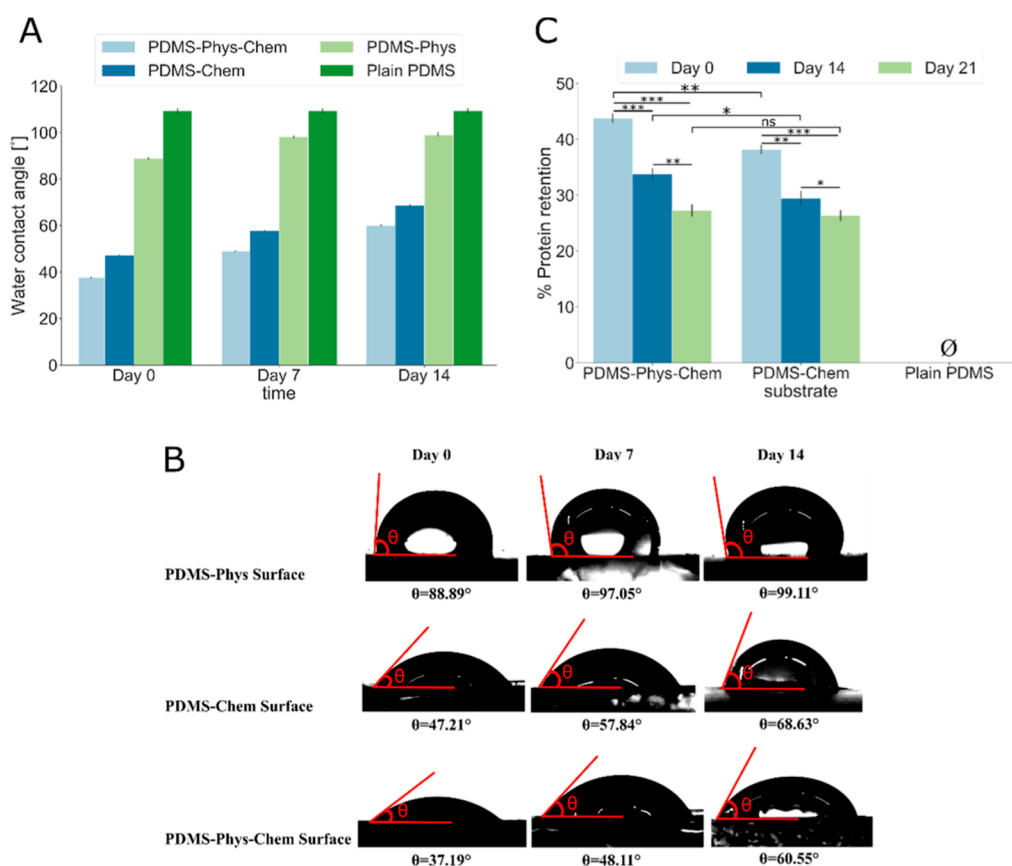 A
PDMS-Phys-Chem
PDMS-Phys
PDMS-Chem
Plain PDMS
Water contact angle [°]
120
100
80
60
40
20
0
Day 0
Day 7
Day 14
time
C
Day 0
Day 14
Day 21
% Protein retention
50
40
30
20
10
0
**
***
***
*
ns
***
**
**
*
Ø
PDMS-Phys-Chem
PDMS-Chem
Plain PDMS
substrate
B
Day 0
Day 7
Day 14
θ
θ
θ
PDMS-Phys Surface
θ=88.89°
θ=97.05°
θ=99.11°
θ
θ
θ
PDMS-Chem Surface
θ=47.21°
θ=57.84°
θ=68.63°
θ
θ
θ
PDMS-Phys-Chem Surface
θ=37.19°
θ=48.11°
θ=60.55°